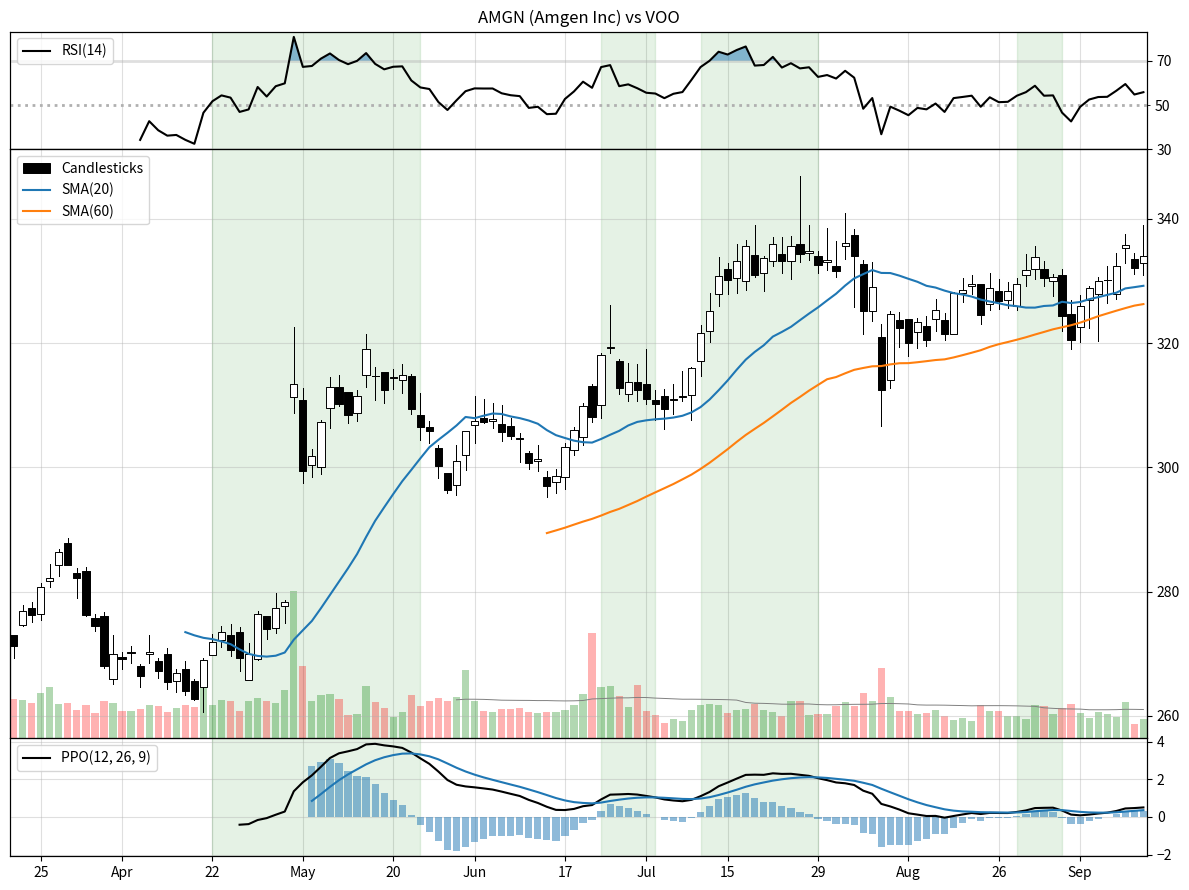 AMGN (Amgen Inc) vs VOO
RSI(14)
70
50
30
Candlesticks
SMA(20)
SMA(60)
340
320
300
280
260
PPO(12, 26, 9)
4
2
0
−2
25 Apr 22 May 20 Jun 17 Jul 15 29 Aug 26 Sep